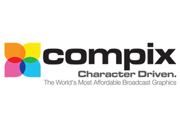 compix
Character Driven.
The World's Most Affordable Broadcast Graphics